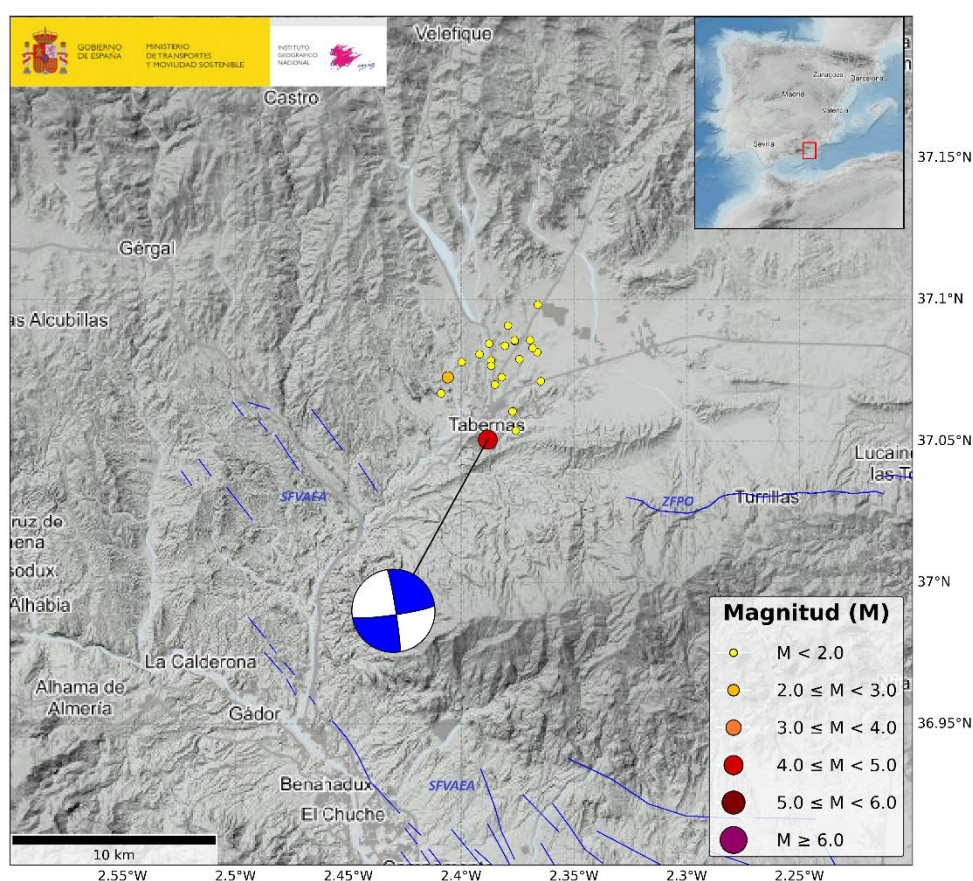 GOBIERNO
DE ESPAÑA
MINISTERIO
DE TRANSPORTES
Y MOVILIDAD SOSTENIBLE
INSTITUTO
GEOGRÁFICO
NACIONAL
Velefique
Castro
Zaragoza
Barcelona
Madrid
Valencia
Sevilla
37.15°N
Gérgal
37.1°N
as Alcubillas
Tabernas
37.05°N
Lucaine
las To
SFVAEA
ZFPO
Turrillas
ruz de
ena
sodux.
37°N
Alhabia
Magnitud (M)
M < 2.0
2.0 ≤ M < 3.0
3.0 ≤ M < 4.0
4.0 ≤ M < 5.0
5.0 ≤ M < 6.0
M ≥ 6.0
La Calderona
Alhama de
Almería
Gádor
36.95°N
Benahadux
SFVAEA
El Chuche
10 km
2.55°W
2.5°W
2.45°W
2.4°W
2.35°W
2.3°W
2.25°W